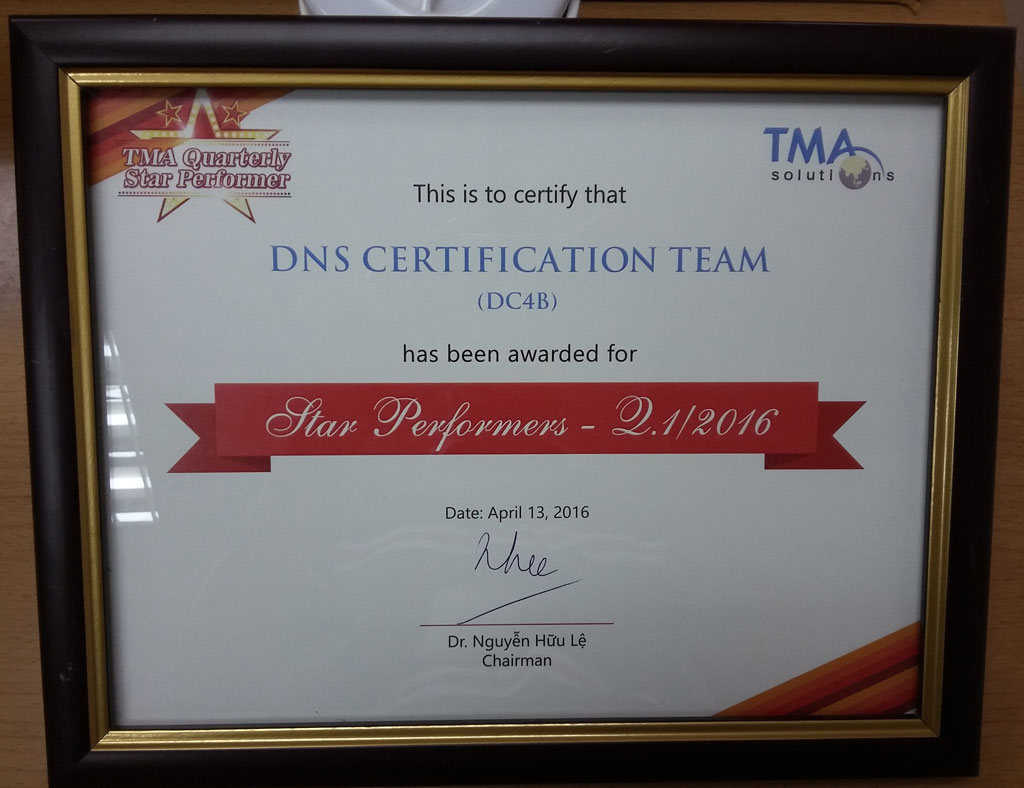 TMA Quarterly
Star Performer
TMA
solutions
This is to certify that
DNS CERTIFICATION TEAM
(DC4B)
has been awarded for
Star Performers - Q.1/2016
Date: April 13, 2016
Dr. Nguyễn Hữu Lệ
Chairman